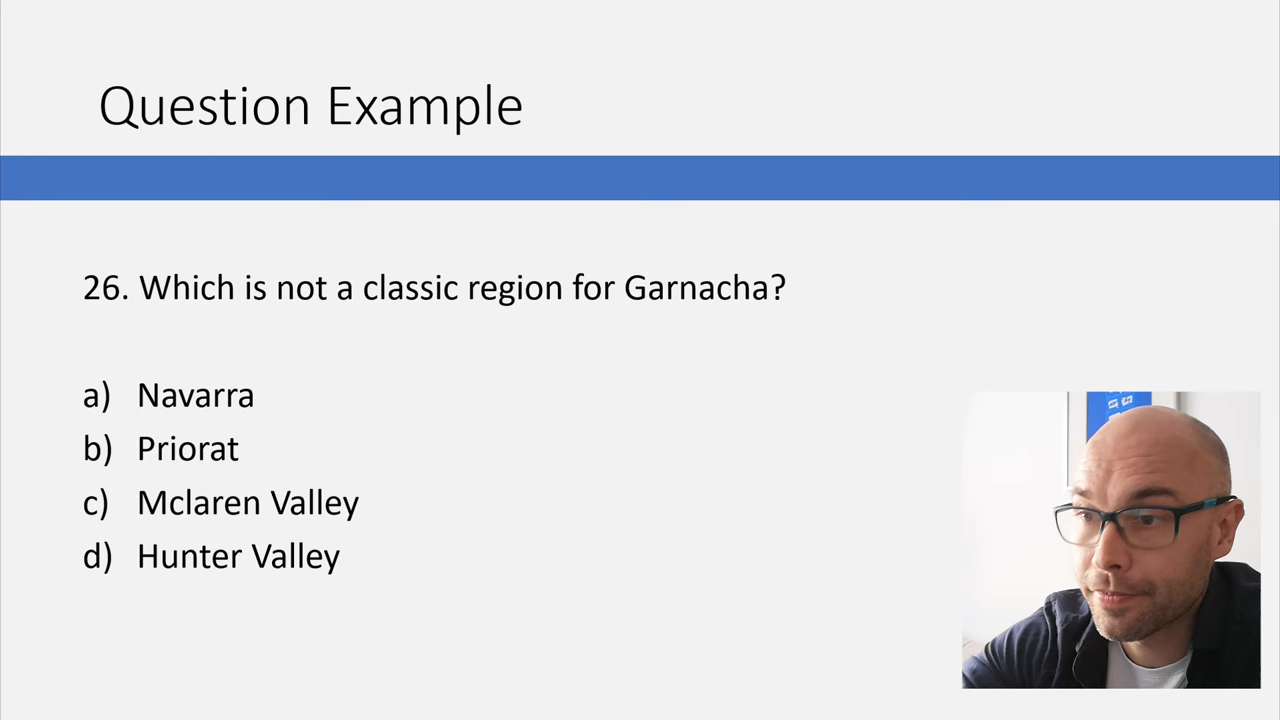 Question Example
26. Which is not a classic region for Garnacha?
a) Navarra
b) Priorat
c) Mclaren Valley
d) Hunter Valley